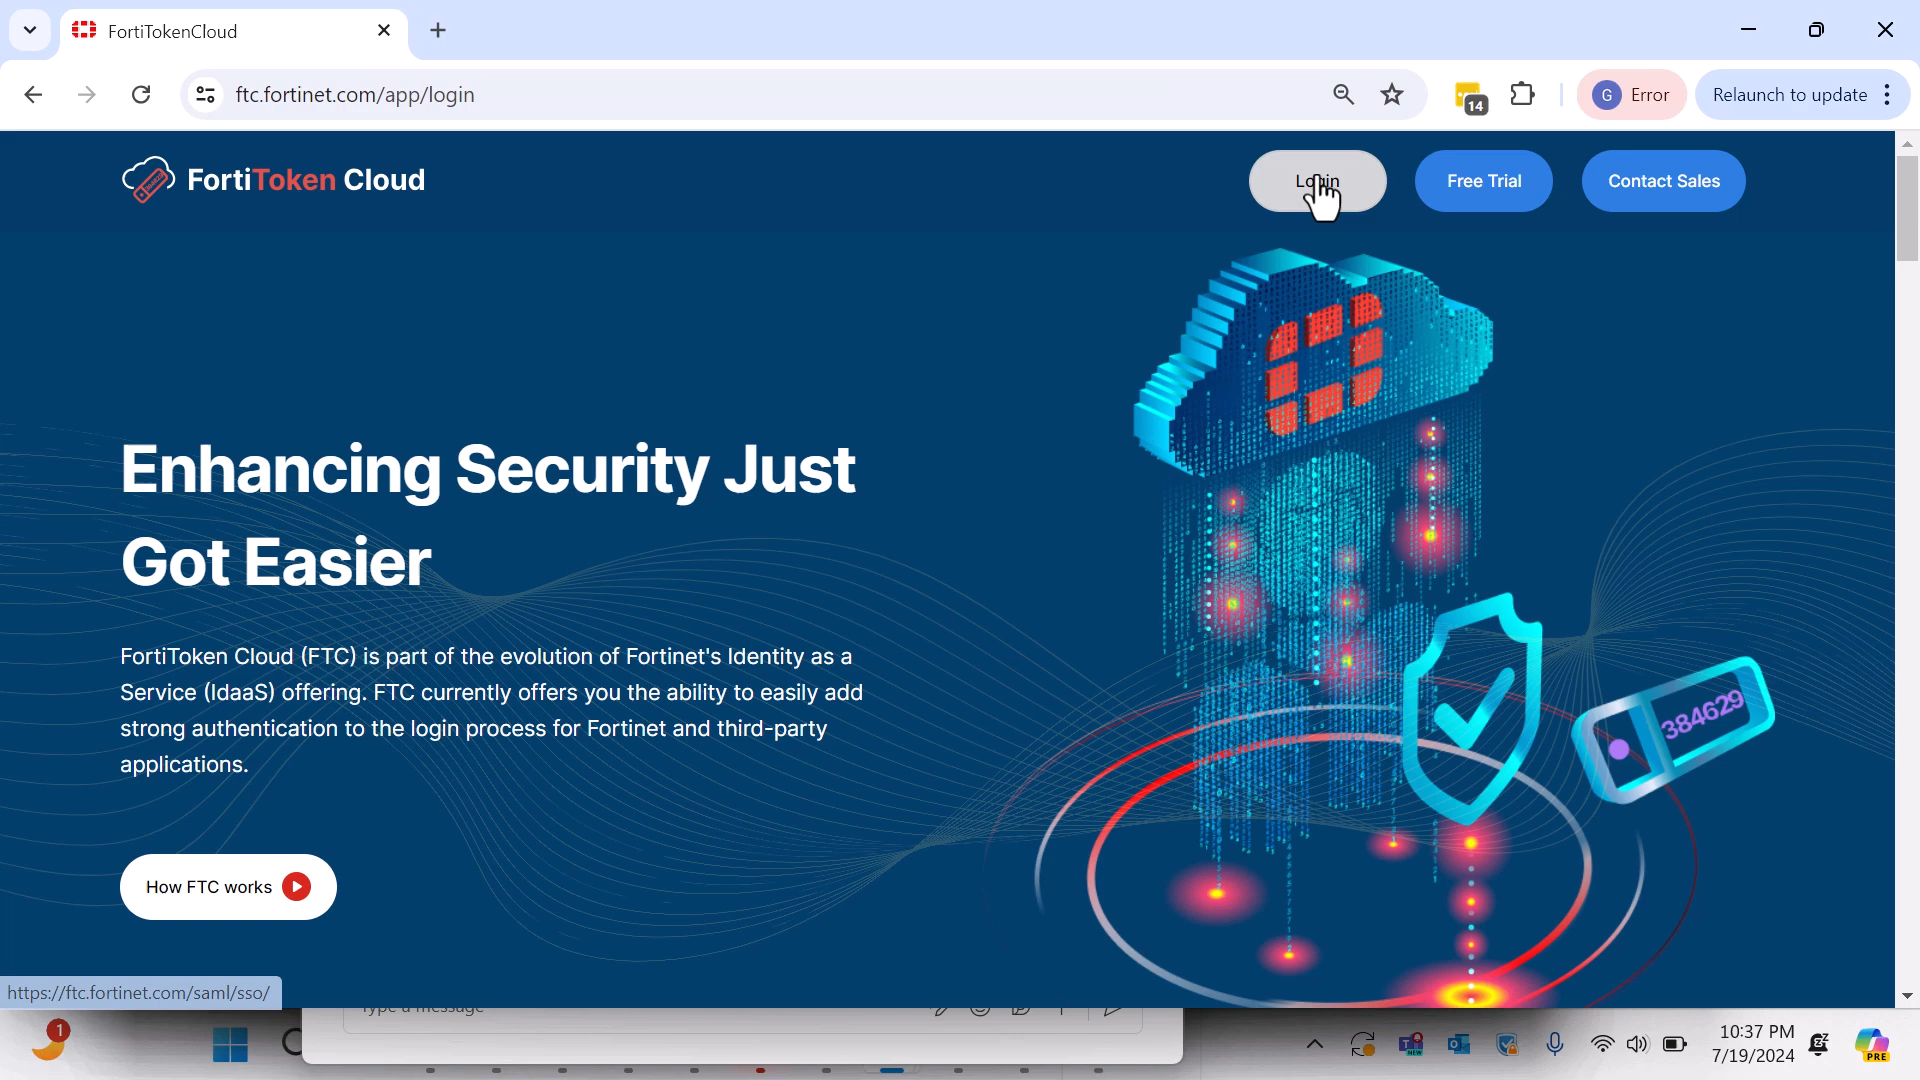 FortiTokenCloud
ftc.fortinet.com/app/login
14
G
Error
Relaunch to update
FortiToken Cloud
Login
Free Trial
Contact Sales
Enhancing Security Just
Got Easier
FortiToken Cloud (FTC) is part of the evolution of Fortinet's Identity as a
Service (IdaaS) offering. FTC currently offers you the ability to easily add
strong authentication to the login process for Fortinet and third-party
applications.
384629
How FTC works
https://ftc.fortinet.com/saml/sso/
Type a message
1
NEW
10:37 PM
7/19/2024
PRE